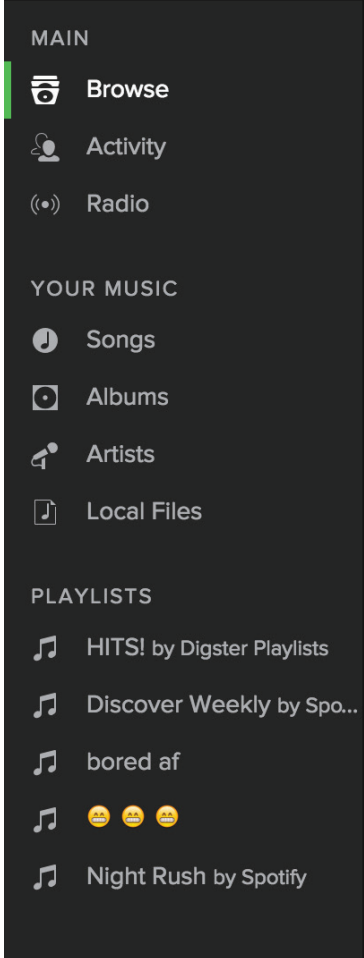 MAIN
Browse
Activity
Radio
YOUR MUSIC
Songs
Albums
Artists
Local Files
PLAYLISTS
HITS! by Digster Playlists
Discover Weekly by Spo...
bored af
😁 😁 😁
Night Rush by Spotify